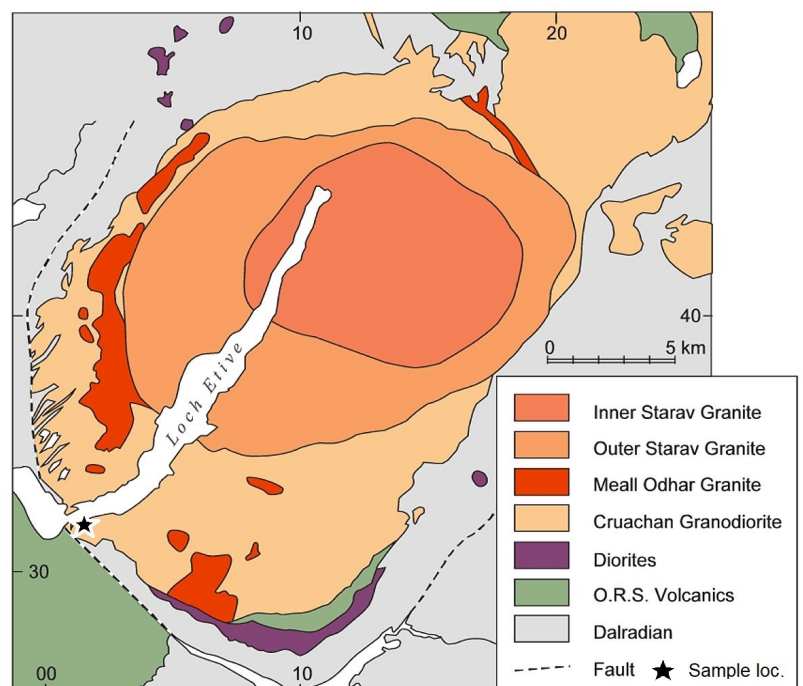 10
20
40
0
5 km
Loch Etive
Inner Starav Granite
Outer Starav Granite
Meall Odhar Granite
Cruachan Granodiorite
Diorites
30
O.R.S. Volcanics
Dalradian
00
10
Fault
Sample loc.